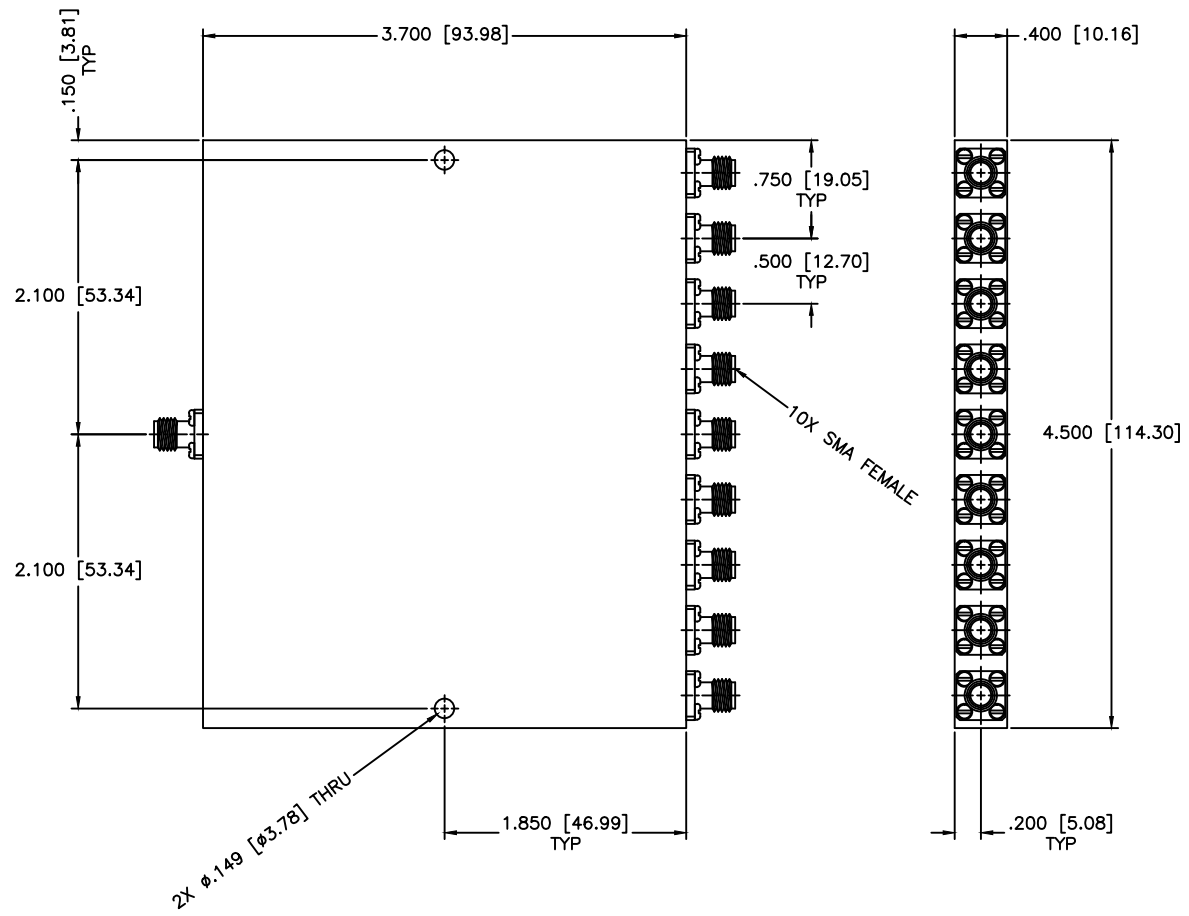 3.700 [93.98]
.400 [10.16]
.150 [3.81]
TYP
.750 [19.05]
TYP
.500 [12.70]
TYP
2.100 [53.34]
10X SMA FEMALE
4.500 [114.30]
2.100 [53.34]
2X ø.149 [ø3.78] THRU
1.850 [46.99]
TYP
.200 [5.08]
TYP